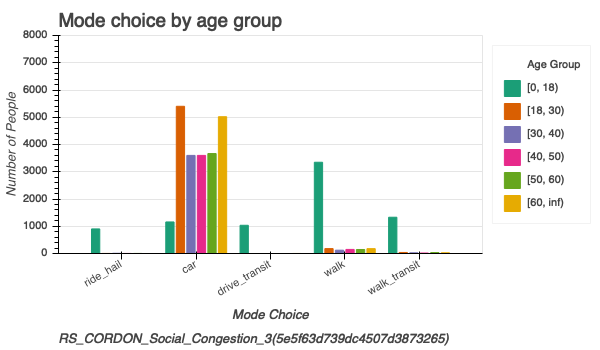 Mode choice by age group
8000
7000
6000
5000
4000
3000
2000
1000
0
Number of People
ride_hail
car
drive_transit
walk
walk_transit
Mode Choice
Age Group
[0, 18)
[18, 30)
[30, 40)
[40, 50)
[50, 60)
[60, inf)
RS_CORDON_Social_Congestion_3(5e5f63d739dc4507d3873265)